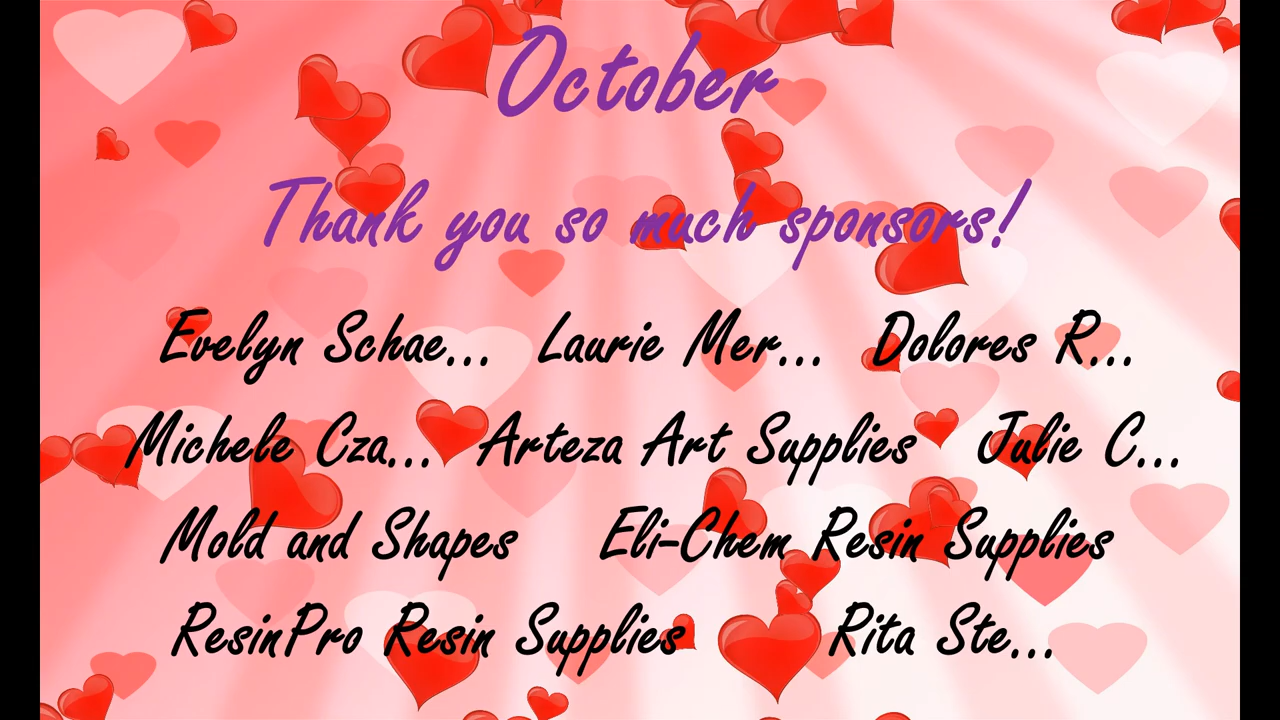 October
Thank you so much sponsors!
Evelyn Schae... Laurie Mer... Dolores R...
Michele Cza... Arteza Art Supplies Julie C...
Mold and Shapes Eli-Chem Resin Supplies
ResinPro Resin Supplies Rita Ste...